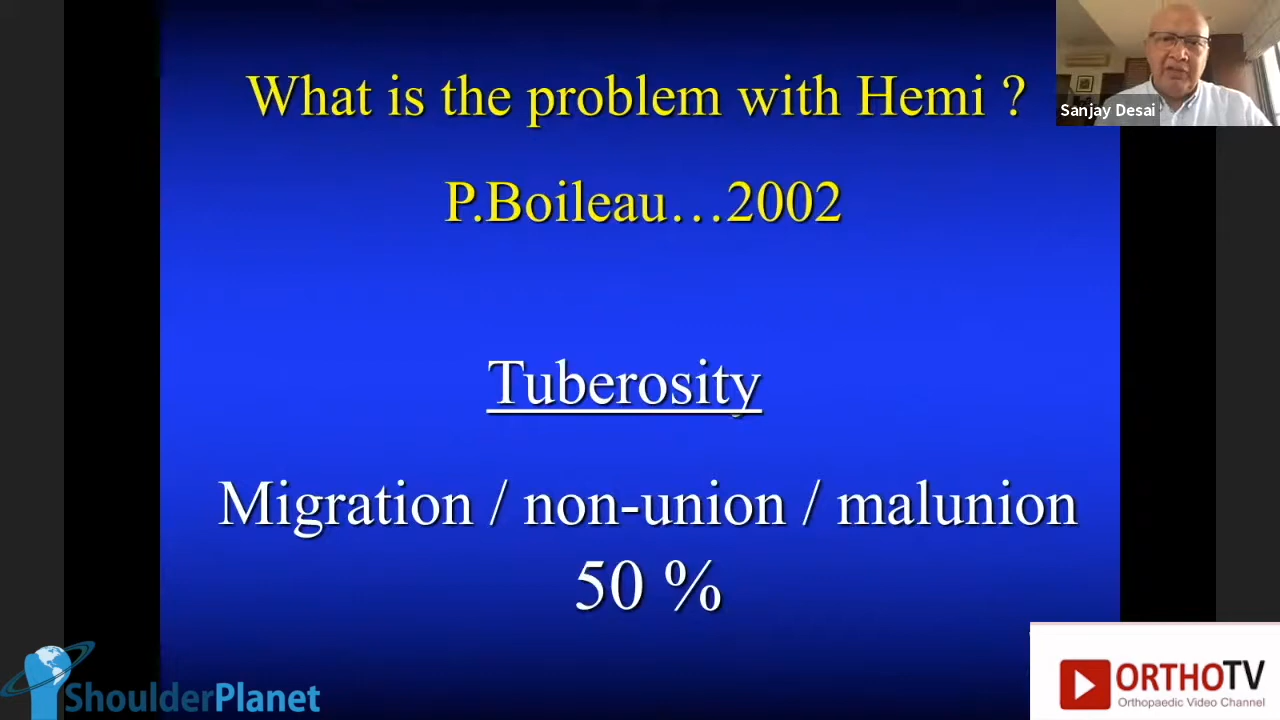 What is the problem with Hemi ?
Sanjay Desai
P.Boileau...2002
Tuberosity
Migration / non-union / malunion
50 %
ShoulderPlanet
ORTHOTV
Orthopaedic Video Channel